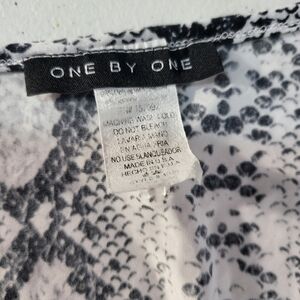 ONE BY ONE
MACHINE WASH COLD
DO NOT BLEACH
LAVAR A MANO
EN AGUA FRIA
NO USE BLANQUEADOR
MADE IN U.S.A.
HECHO EN